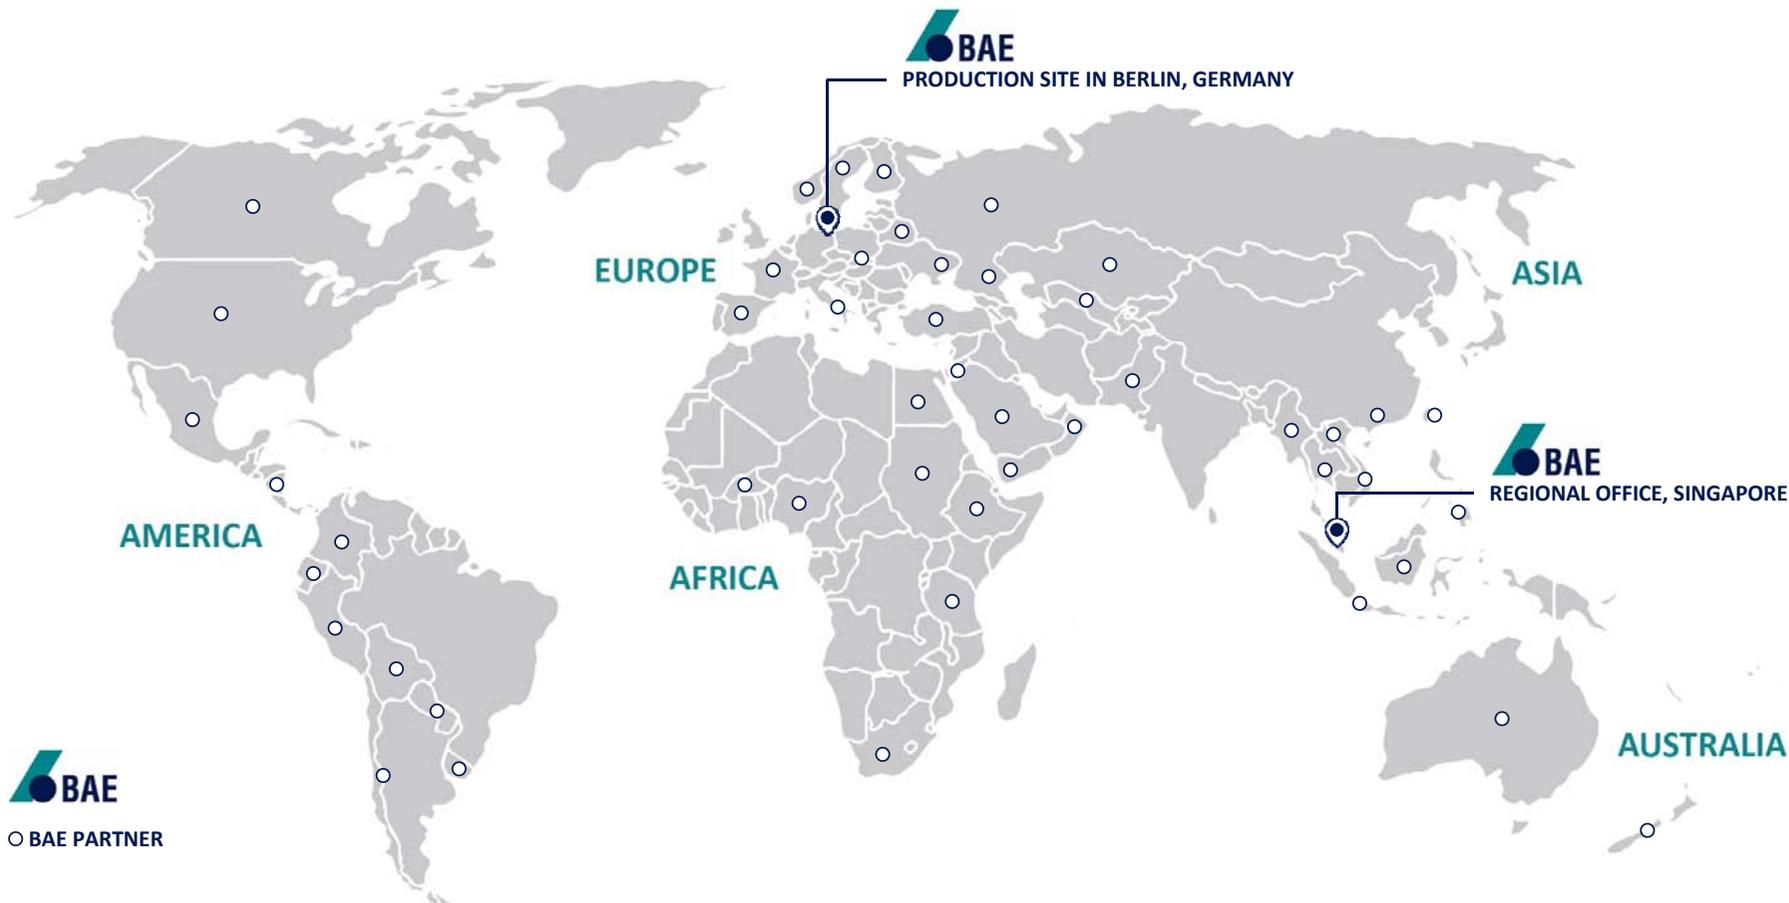 BAE
PRODUCTION SITE IN BERLIN, GERMANY
EUROPE
ASIA
BAE
REGIONAL OFFICE, SINGAPORE
AMERICA
AFRICA
AUSTRALIA
BAE
BAE PARTNER